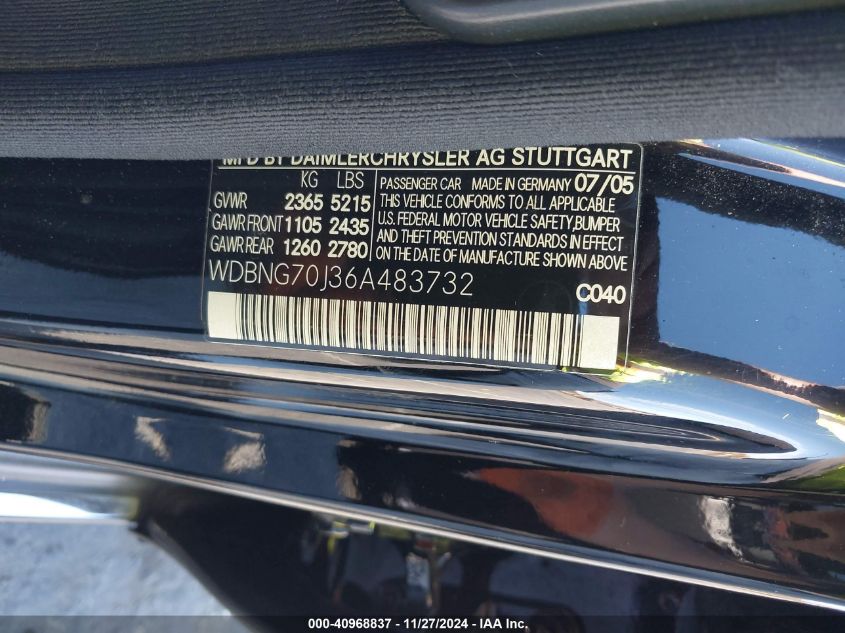 MFD BY DAIMLERCHRYSLER AG STUTTGART
KG LBS
GVWR 2365 5215
GAWR FRONT 1105 2435
GAWR REAR 1260 2780
PASSENGER CAR MADE IN GERMANY 07/05
THIS VEHICLE CONFORMS TO ALL APPLICABLE
U.S. FEDERAL MOTOR VEHICLE SAFETY,BUMPER
AND THEFT PREVENTION STANDARDS IN EFFECT
ON THE DATE OF MANUFACTURE SHOWN ABOVE.
WDBNG70J36A483732
C040
000-40968837 - 11/27/2024 - IAA Inc.